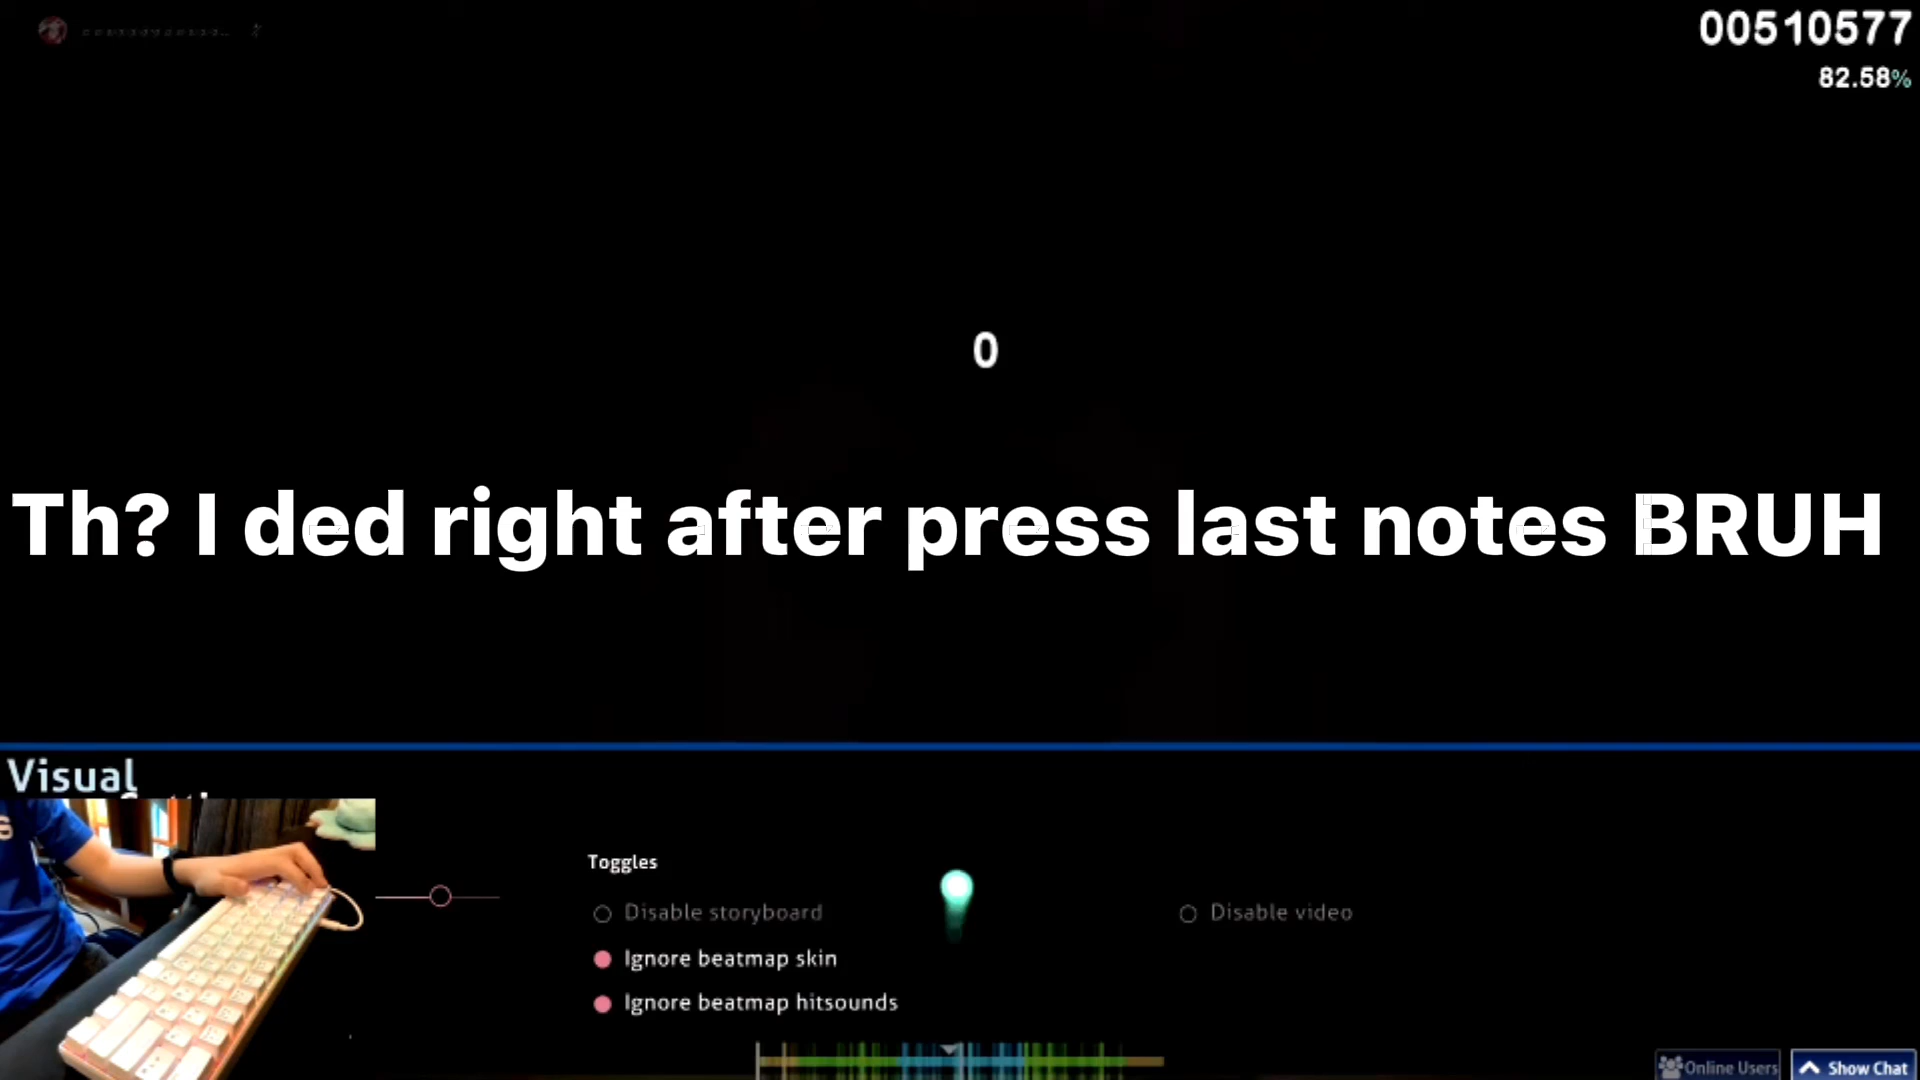 00510577
82.58%
0
Th? I ded right after press last notes BRUH
Visual
Toggles
Disable storyboard
Disable video
Ignore beatmap skin
Ignore beatmap hitsounds
Online Users
Show Chat